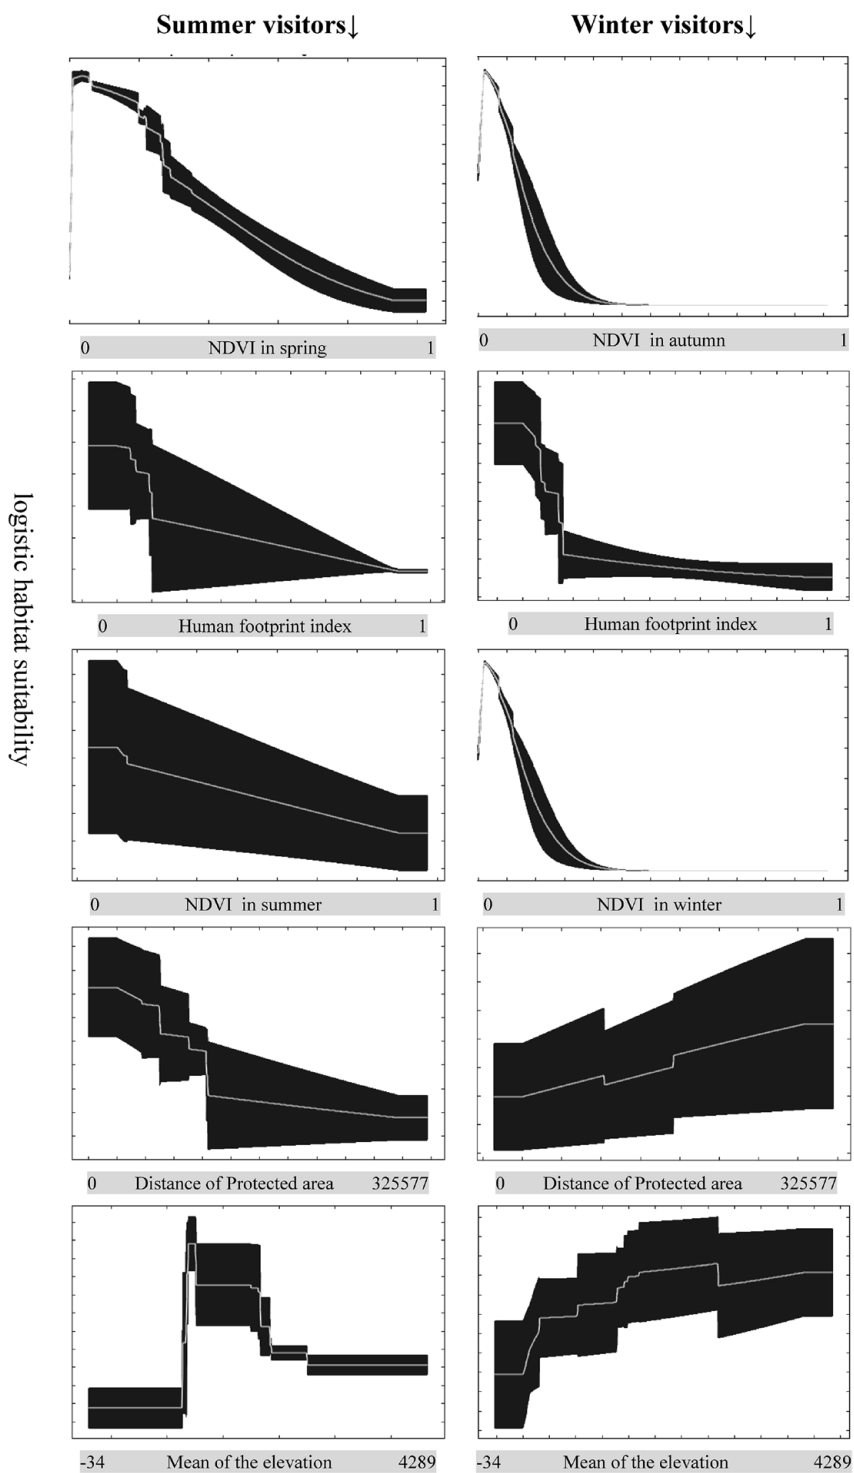 Summer visitors↓ Winter visitors↓
0 NDVI in spring 1
0 NDVI in autumn 1
0 Human footprint index 1
0 Human footprint index 1
logistic habitat suitability
0 NDVI in summer 1
0 NDVI in winter 1
0 Distance of Protected area 325577
0 Distance of Protected area 325577
-34 Mean of the elevation 4289
-34 Mean of the elevation 4289